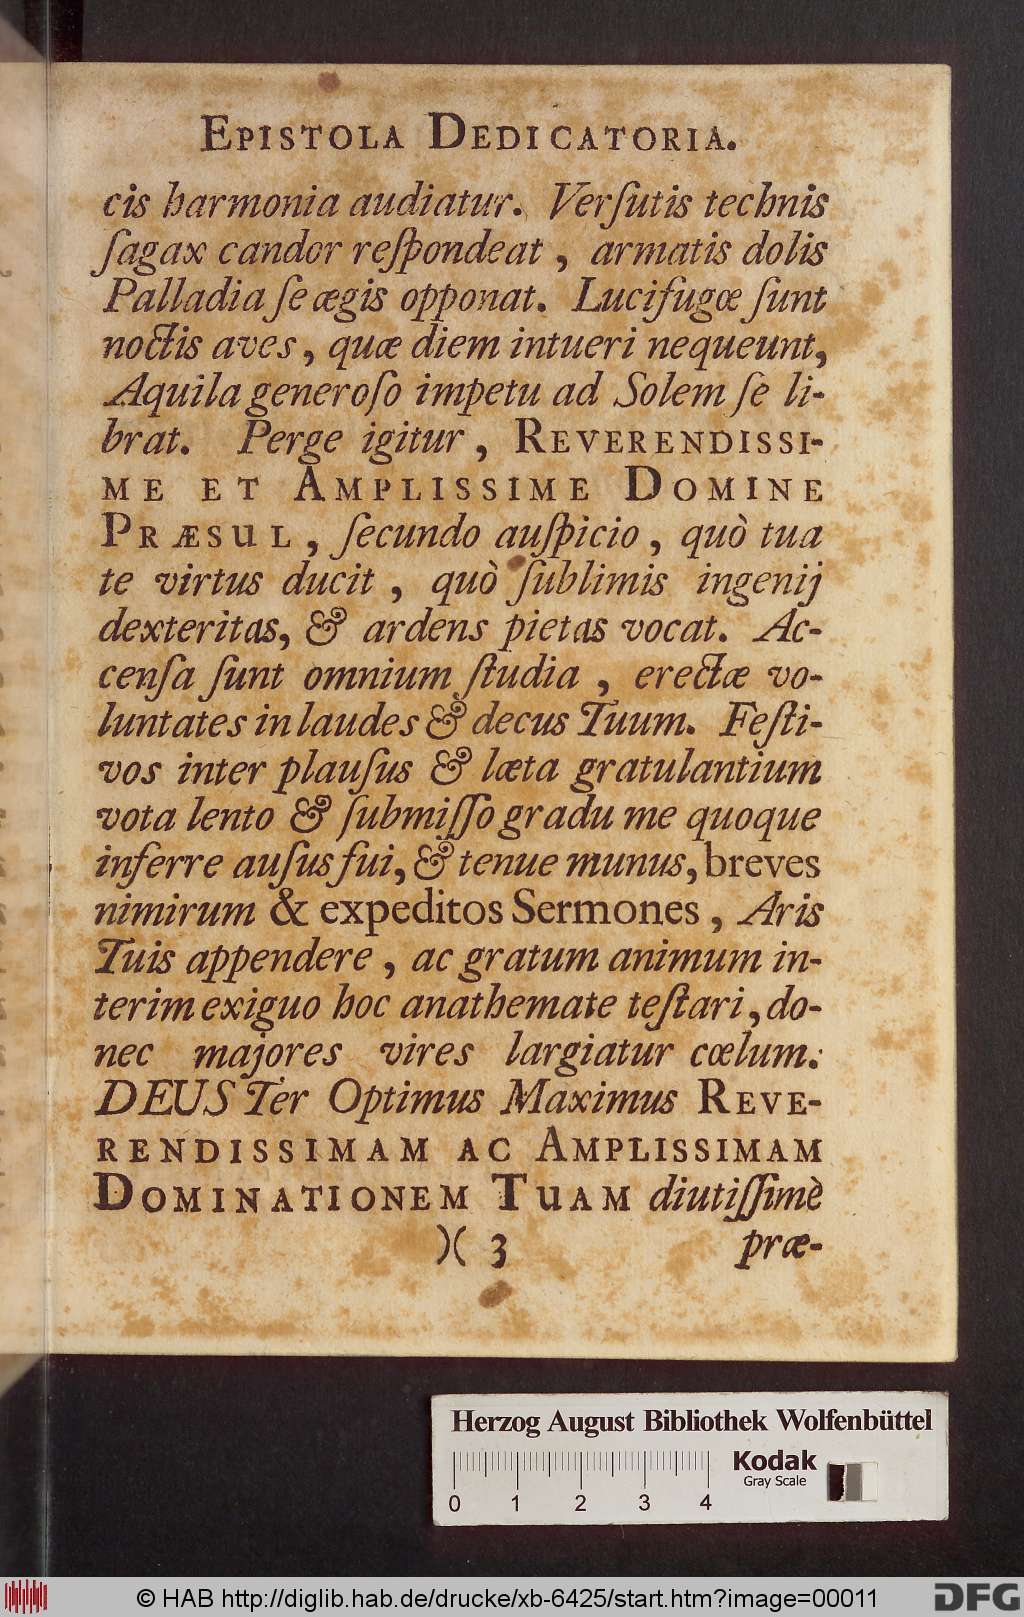 EPISTOLA DEDICATORIA.
cis harmonia audiatur. Verſutis technis
ſagax candor reſpondeat, armatis dolis
Palladia ſe ægis opponat. Lucifugœ ſunt
noctis aves, quæ diem intueri nequeunt,
Aquila generoſo impetu ad Solem ſe li-
brat. Perge igitur, REVERENDISSI-
ME ET AMPLISSIME DOMINE
PRÆSUL, ſecundo auſpicio, quò tua
te virtus ducit, quò ſublimis ingenij
dexteritas, & ardens pietas vocat. Ac-
cenſa ſunt omnium ſtudia, erectæ vo-
luntates in laudes & decus Tuum. Feſti-
vos inter plauſus & læta gratulantium
vota lento & ſubmiſſo gradu me quoque
inferre auſus fui, & tenue munus, breves
nimirum & expeditos Sermones, Aris
Tuis appendere, ac gratum animum in-
terim exiguo hoc anathemate teſtari, do-
nec majores vires largiatur cœlum.
DEUS Ter Optimus Maximus REVE-
RENDISSIMAM AC AMPLISSIMAM
DOMINATIONEM TUAM diutiſſimè
)( 3 præ-
Herzog August Bibliothek Wolfenbüttel
Kodak
Gray Scale
0 1 2 3 4
© HAB http://diglib.hab.de/drucke/xb-6425/start.htm?image=00011
DFG